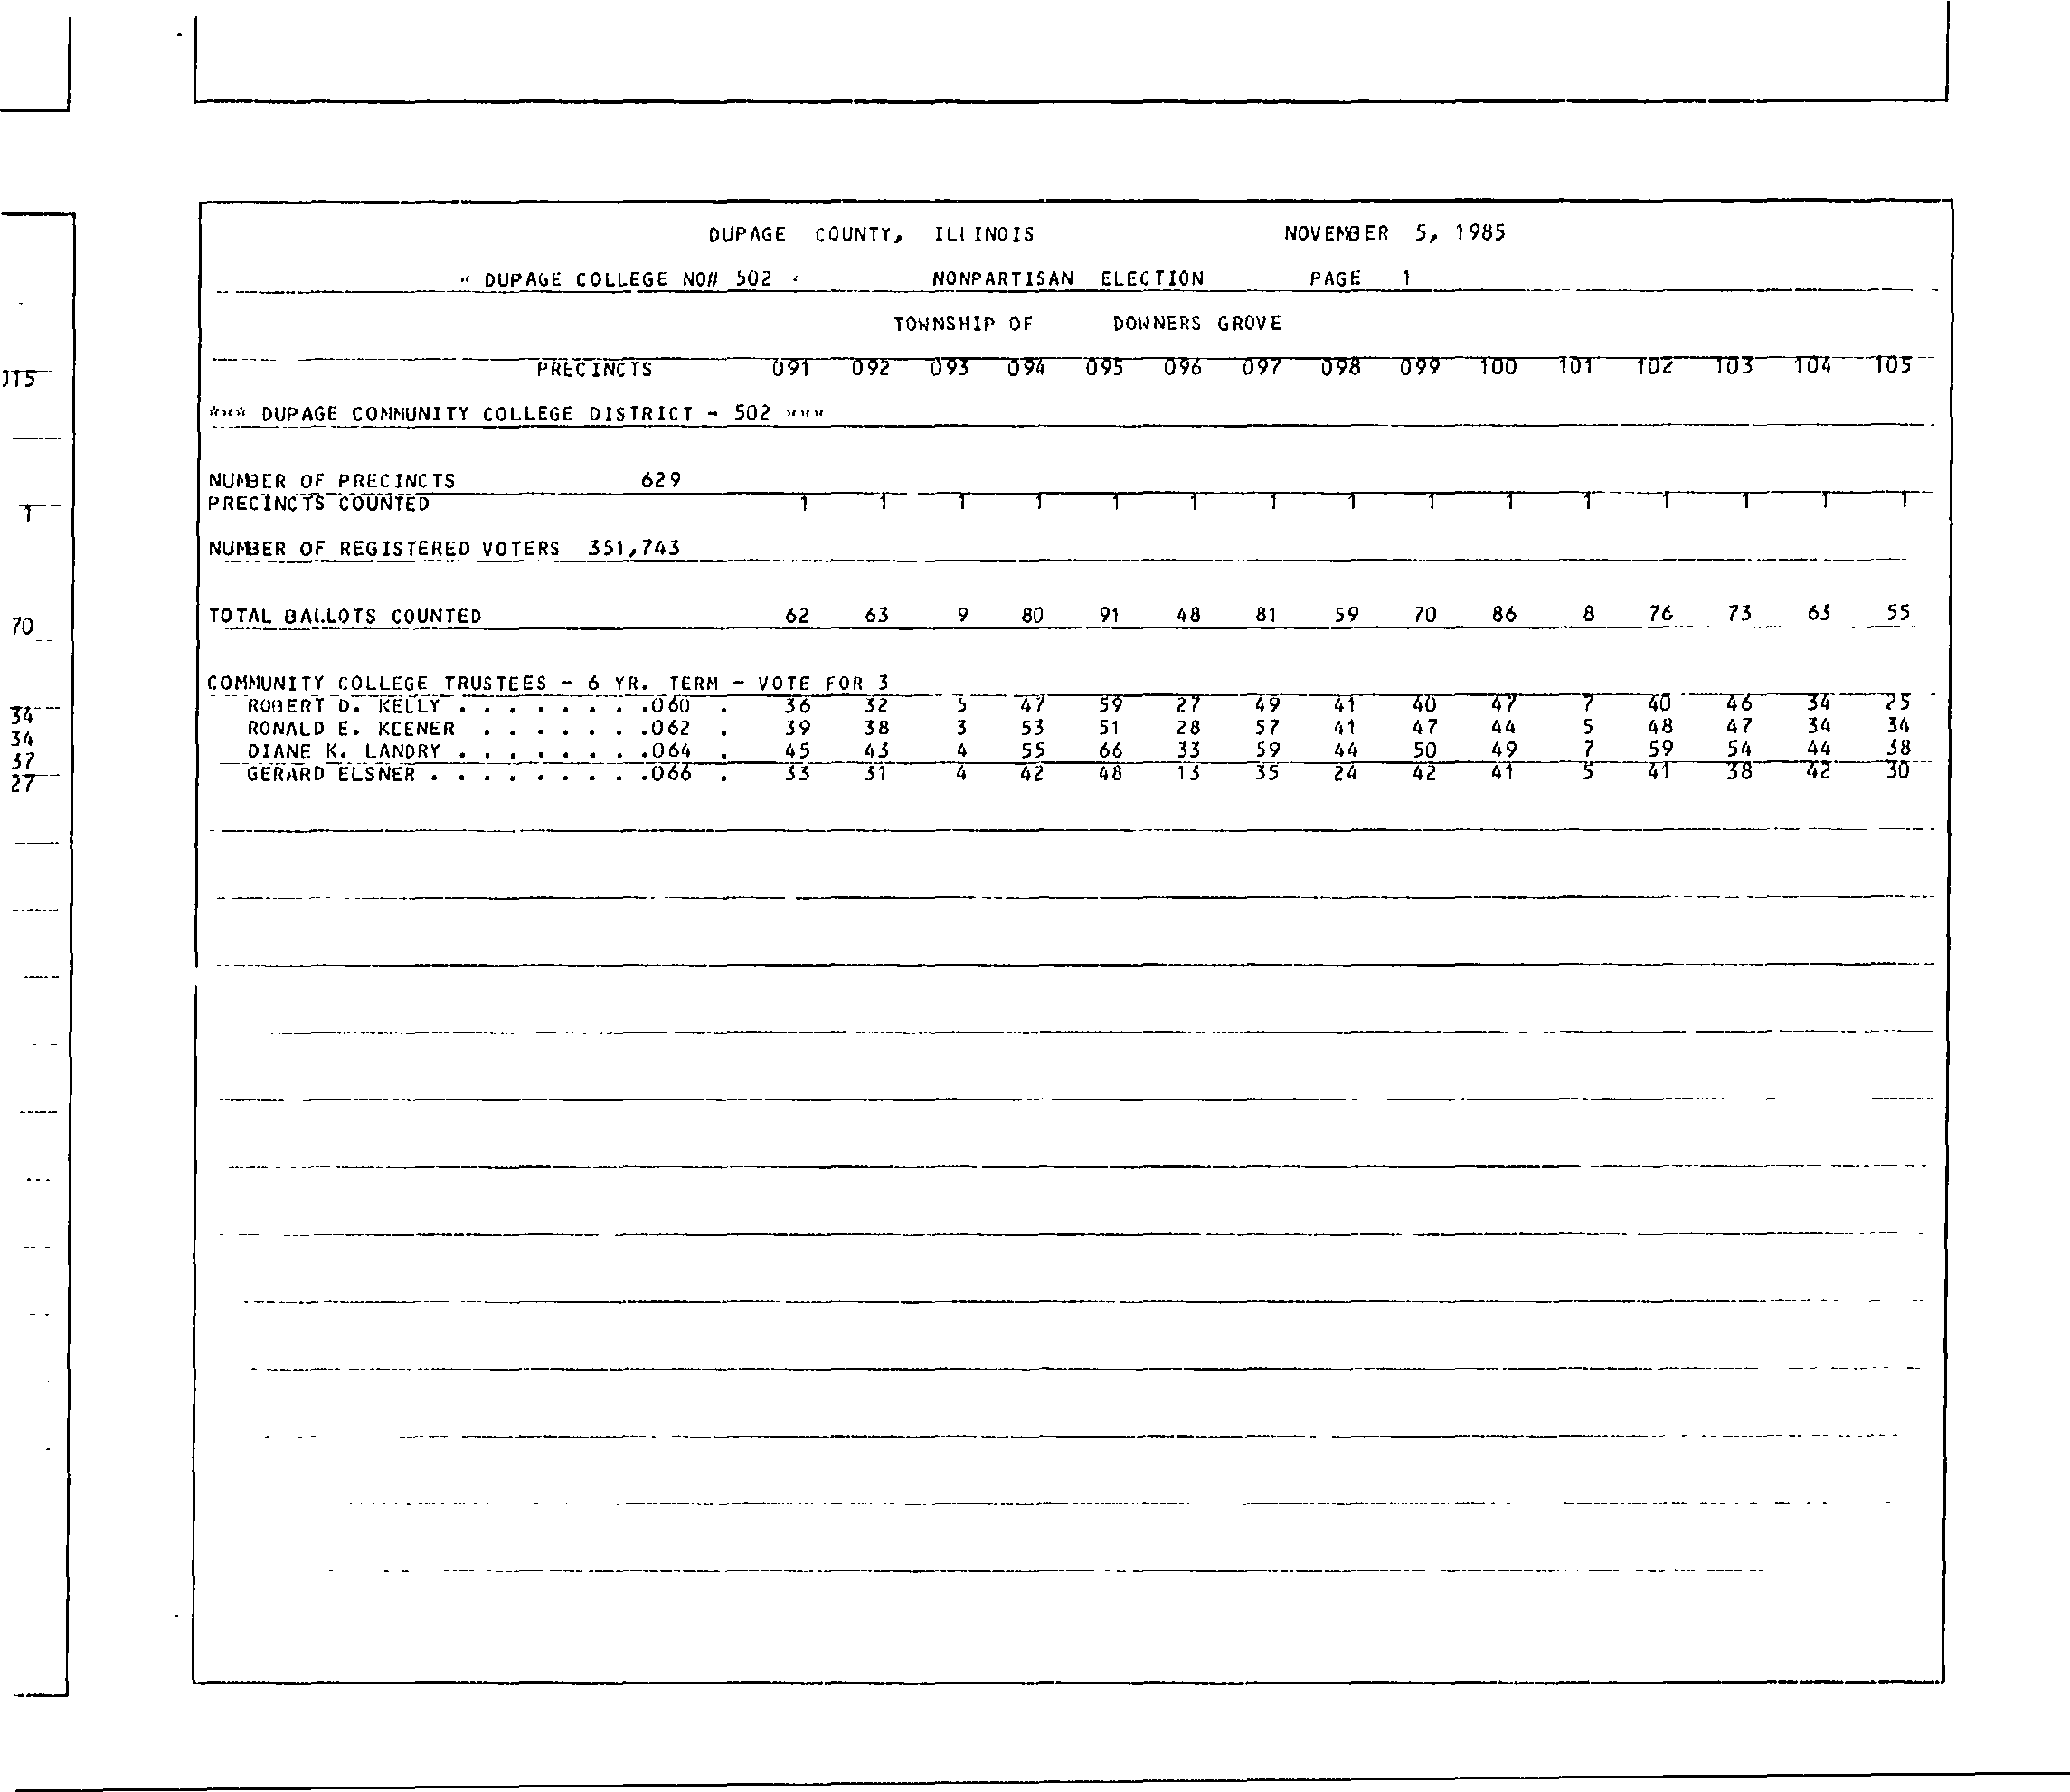 DUPAGE COUNTY, ILLINOIS NOVEMBER 5, 1985
* DUPAGE COLLEGE NO# 502 * NONPARTISAN ELECTION PAGE 1
TOWNSHIP OF DOWNERS GROVE
PRECINCTS 091 092 093 094 095 096 097 098 099 100 101 102 103 104 105
*** DUPAGE COMMUNITY COLLEGE DISTRICT - 502 ***
NUMBER OF PRECINCTS 629
PRECINCTS COUNTED 1 1 1 1 1 1 1 1 1 1 1 1 1 1 1
NUMBER OF REGISTERED VOTERS 351,743
TOTAL BALLOTS COUNTED 62 63 9 80 91 48 81 59 70 86 8 76 73 63 55
COMMUNITY COLLEGE TRUSTEES - 6 YR. TERM - VOTE FOR 3
ROBERT D. KELLY . . . . . . . .060 . 36 32 5 47 59 27 49 41 40 47 7 40 46 34 25
RONALD E. KEENER . . . . . . .062 . 39 38 3 53 51 28 57 41 47 44 5 48 47 34 34
DIANE K. LANDRY . . . . . . . .064 . 45 43 4 55 66 33 59 44 50 49 7 59 54 44 38
GERARD ELSNER . . . . . . . . .066 . 33 31 4 42 48 13 35 24 42 41 5 41 38 42 30
115
1
70
34
34
37
27